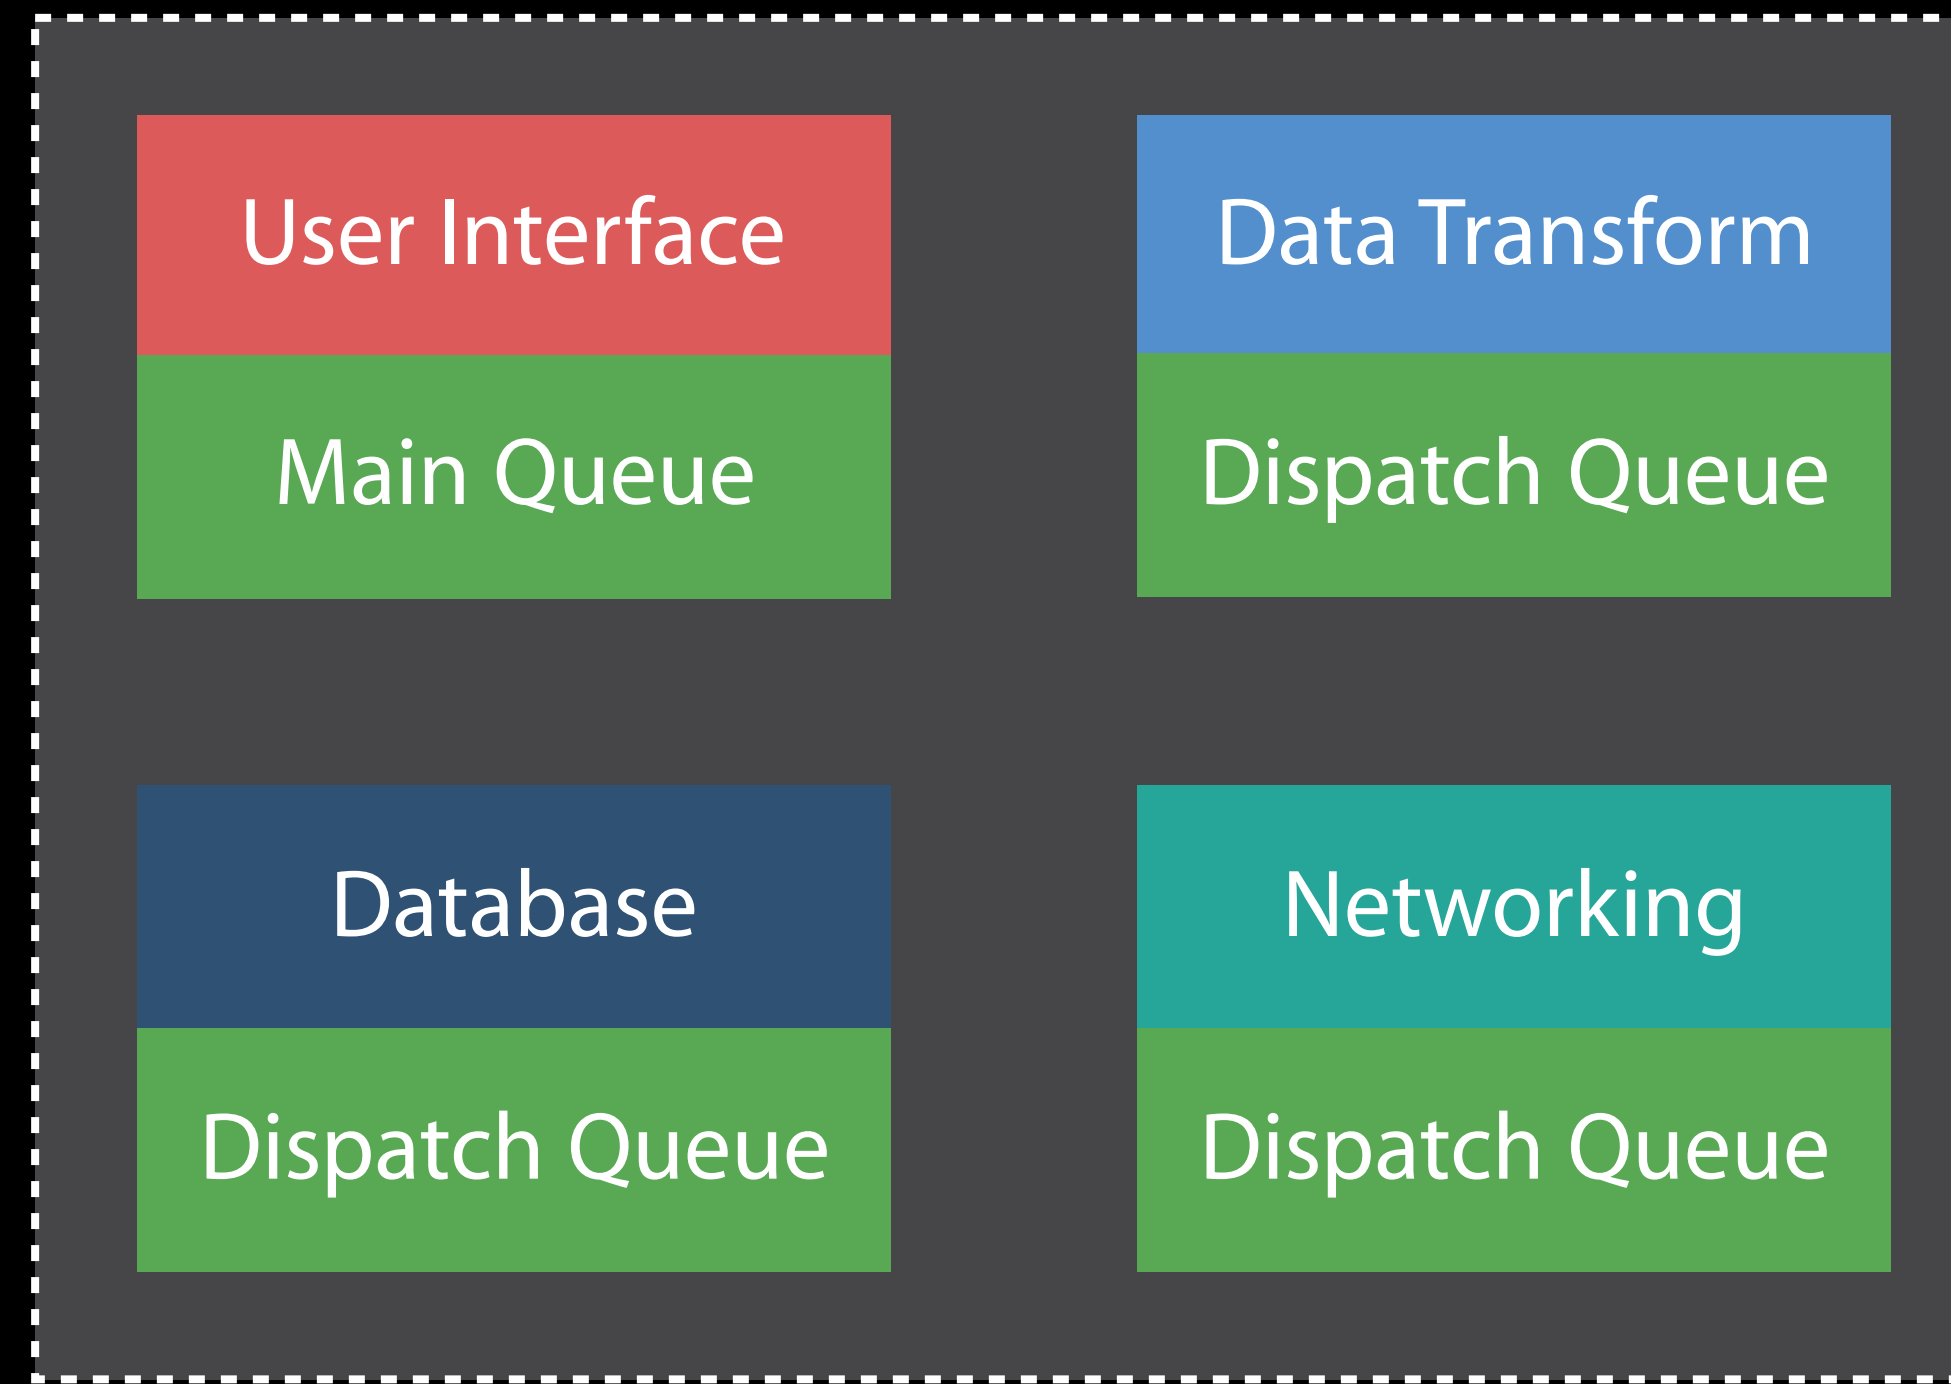 User Interface
Main Queue
Data Transform
Dispatch Queue
Database
Dispatch Queue
Networking
Dispatch Queue